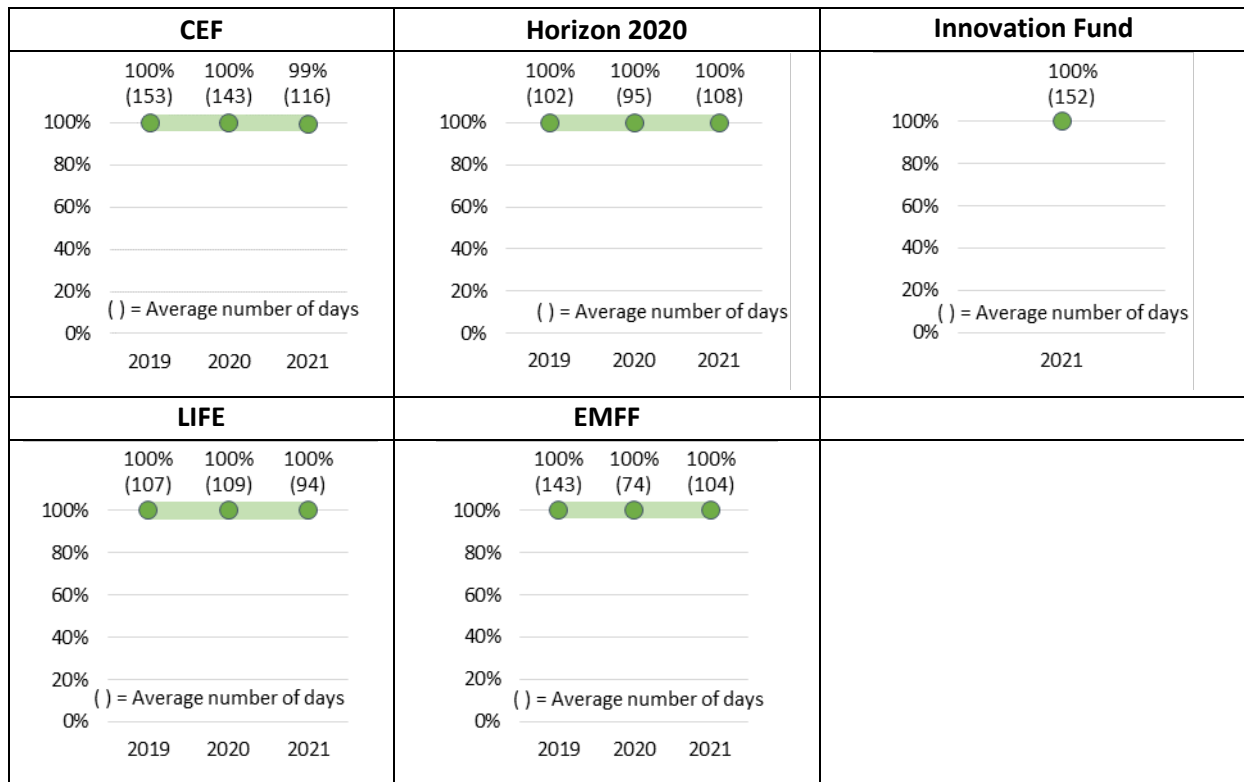 CEF
100% 100% 99%
(153) (143) (116)
100%
80%
60%
40%
20%
( ) = Average number of days
0%
2019 2020 2021
Horizon 2020
100% 100% 100%
(102) (95) (108)
100%
80%
60%
40%
20%
( ) = Average number of days
0%
2019 2020 2021
Innovation Fund
100%
(152)
100%
80%
60%
40%
20%
( ) = Average number of days
0%
2021
LIFE
100% 100% 100%
(107) (109) (94)
100%
80%
60%
40%
20%
( ) = Average number of days
0%
2019 2020 2021
EMFF
100% 100% 100%
(143) (74) (104)
100%
80%
60%
40%
20%
( ) = Average number of days
0%
2019 2020 2021